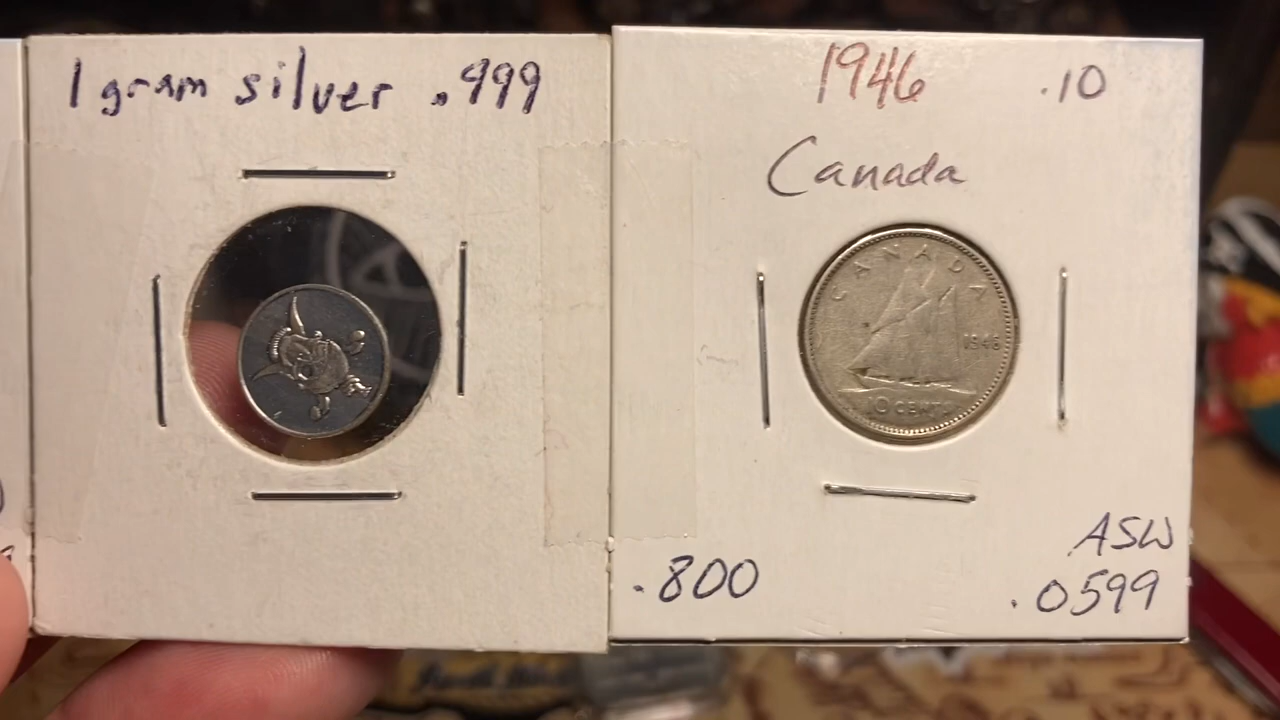 1 gram silver .999
1946 .10
Canada
CANADA
1946
10 CENTS
.800
ASW
.0599